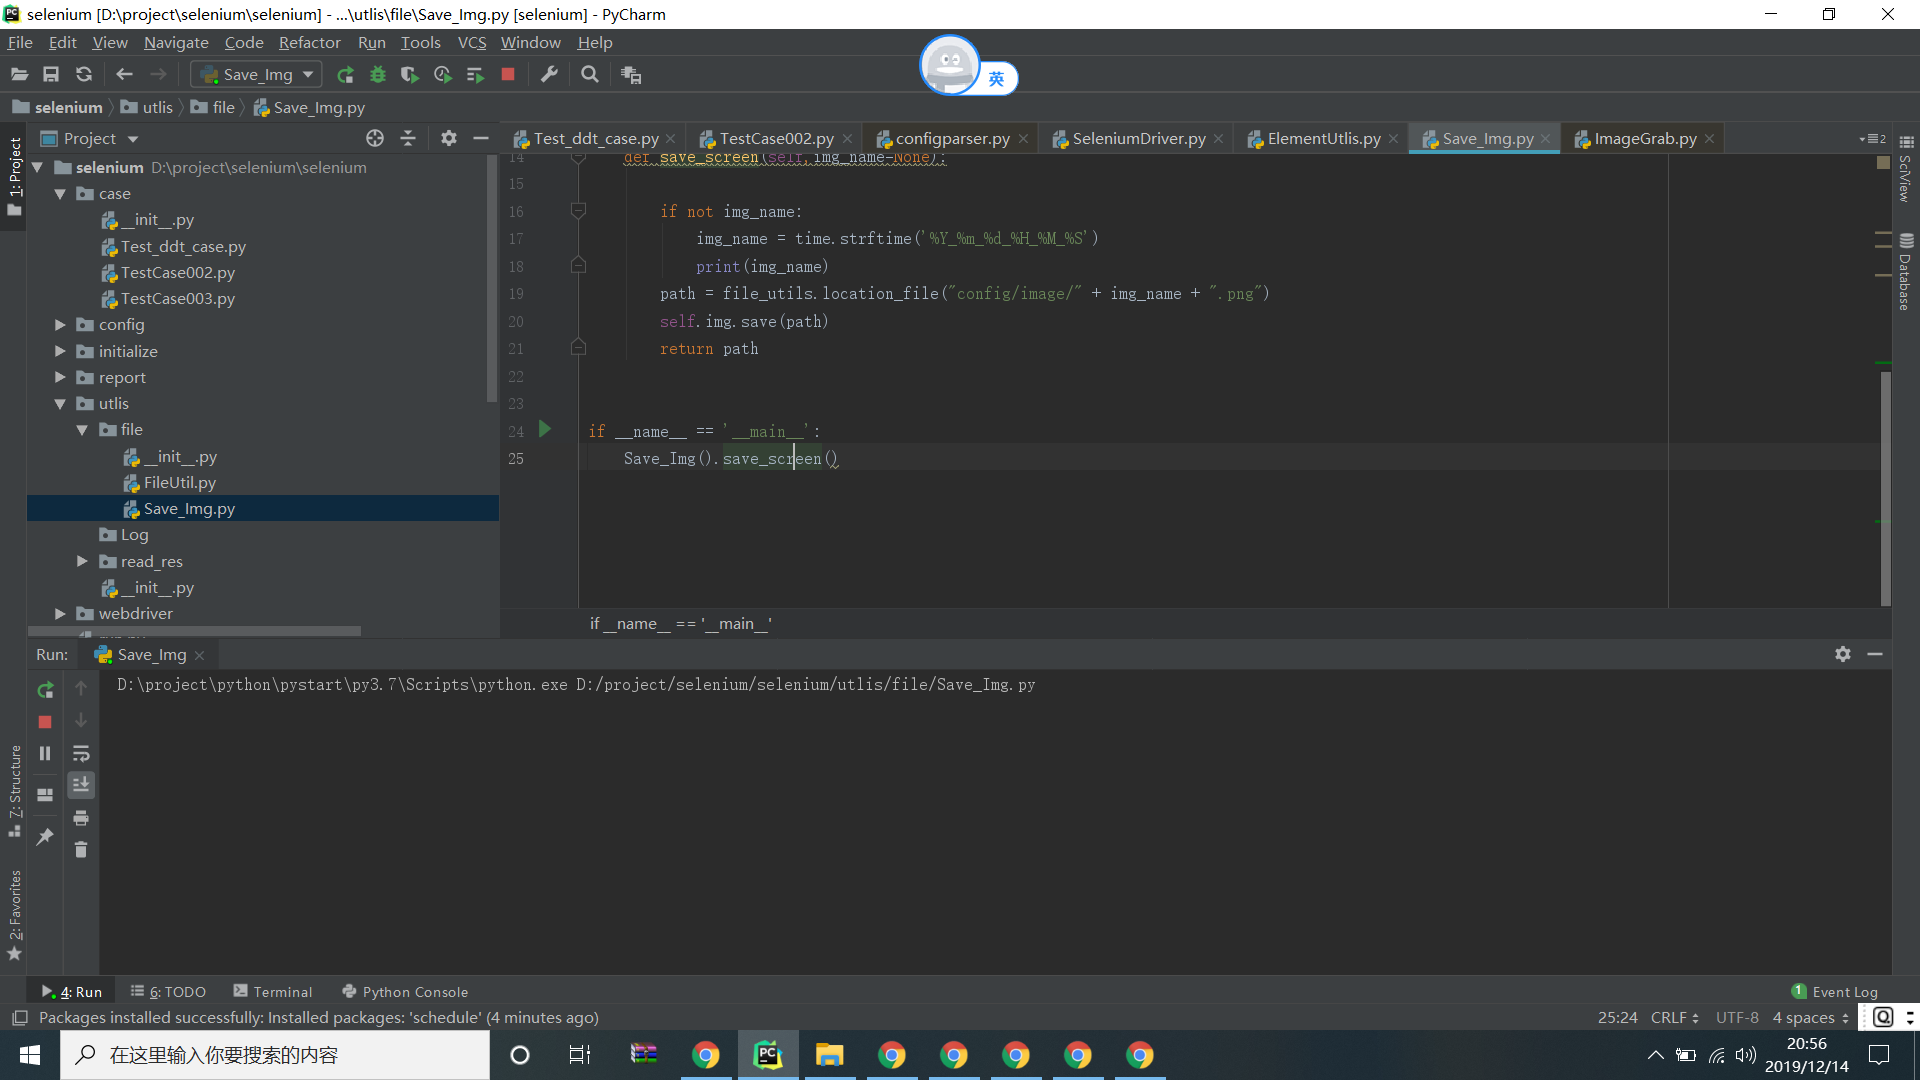 selenium [D:\project\selenium\selenium] - ...\utlis\file\Save_Img.py [selenium] - PyCharm
File Edit View Navigate Code Refactor Run Tools VCS Window Help
Save_Img
英
selenium utlis file Save_Img.py
Project
Test_ddt_case.py TestCase002.py configparser.py SeleniumDriver.py ElementUtlis.py Save_Img.py ImageGrab.py 2
1: Project
selenium D:\project\selenium\selenium
case
__init__.py
Test_ddt_case.py
TestCase002.py
TestCase003.py
config
initialize
report
utlis
file
__init__.py
FileUtil.py
Save_Img.py
Log
read_res
__init__.py
webdriver
14 def save_screen(self,img_name=None):
15
16 if not img_name:
17 img_name = time.strftime('%Y_%m_%d_%H_%M_%S')
18 print(img_name)
19 path = file_utils.location_file("config/image/" + img_name + ".png")
20 self.img.save(path)
21 return path
22
23
24 if __name__ == '__main__':
25 Save_Img().save_screen()
if __name__ == '__main__'
SciView
Database
Run: Save_Img
D:\project\python\pystart\py3.7\Scripts\python.exe D:/project/selenium/selenium/utlis/file/Save_Img.py
7: Structure
2: Favorites
4: Run 6: TODO Terminal Python Console 1 Event Log
Packages installed successfully: Installed packages: 'schedule' (4 minutes ago) 25:24 CRLF UTF-8 4 spaces
在这里输入你要搜索的内容
20:56
2019/12/14